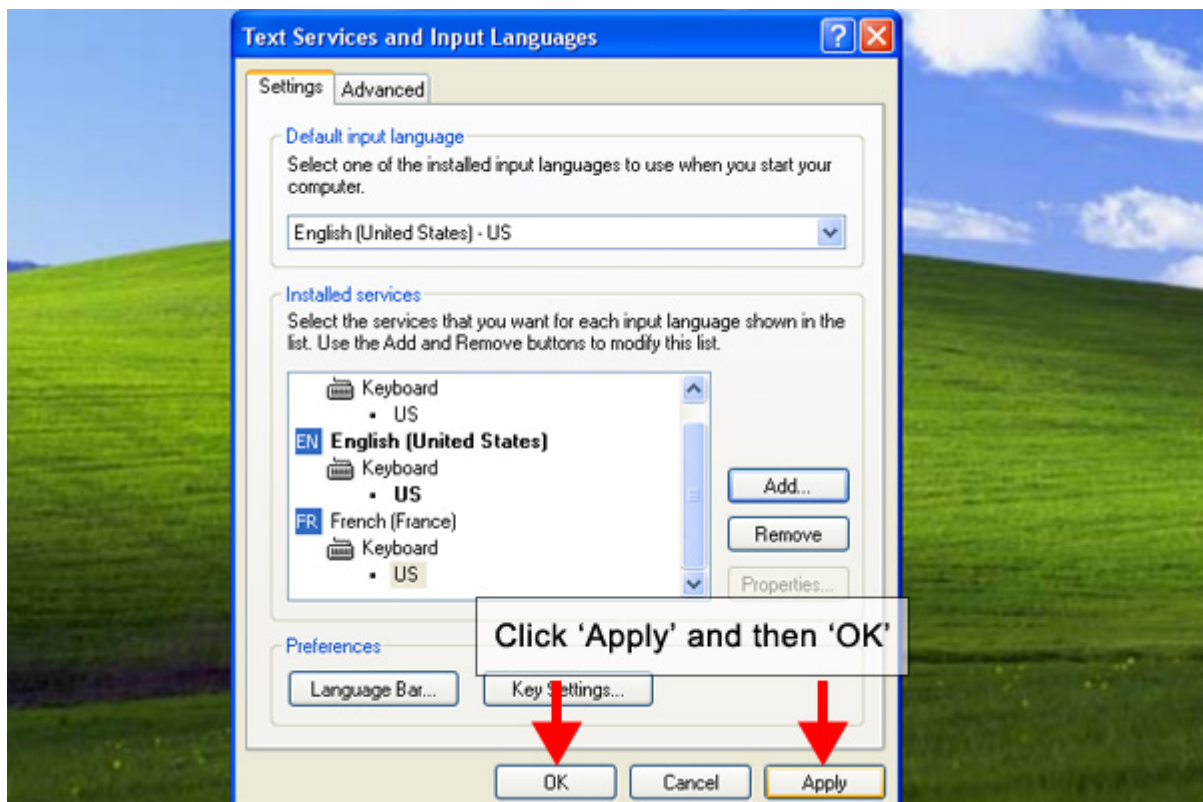 Text Services and Input Languages
Settings
Advanced
Default input language
Select one of the installed input languages to use when you start your
computer.
English (United States) - US
Installed services
Select the services that you want for each input language shown in the
list. Use the Add and Remove buttons to modify this list.
Keyboard
• US
EN English (United States)
Keyboard
• US
FR French (France)
Keyboard
• US
Add...
Remove
Properties...
Click ‘Apply’ and then ‘OK’
Preferences
Language Bar...
Key Settings...
OK
Cancel
Apply